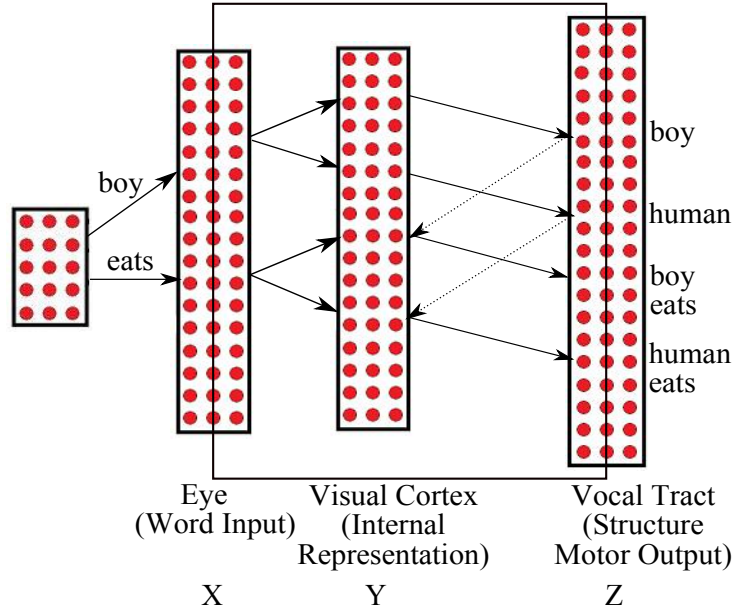 boy
eats
boy
human
boy
eats
human
eats
Eye
(Word Input)
Visual Cortex
(Internal
Representation)
Vocal Tract
(Structure
Motor Output)
X
Y
Z